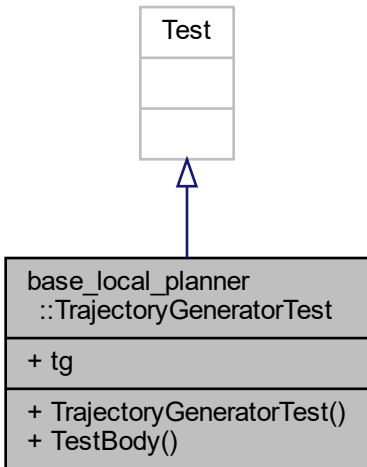 Test
base_local_planner
::TrajectoryGeneratorTest
+ tg
+ TrajectoryGeneratorTest()
+ TestBody()